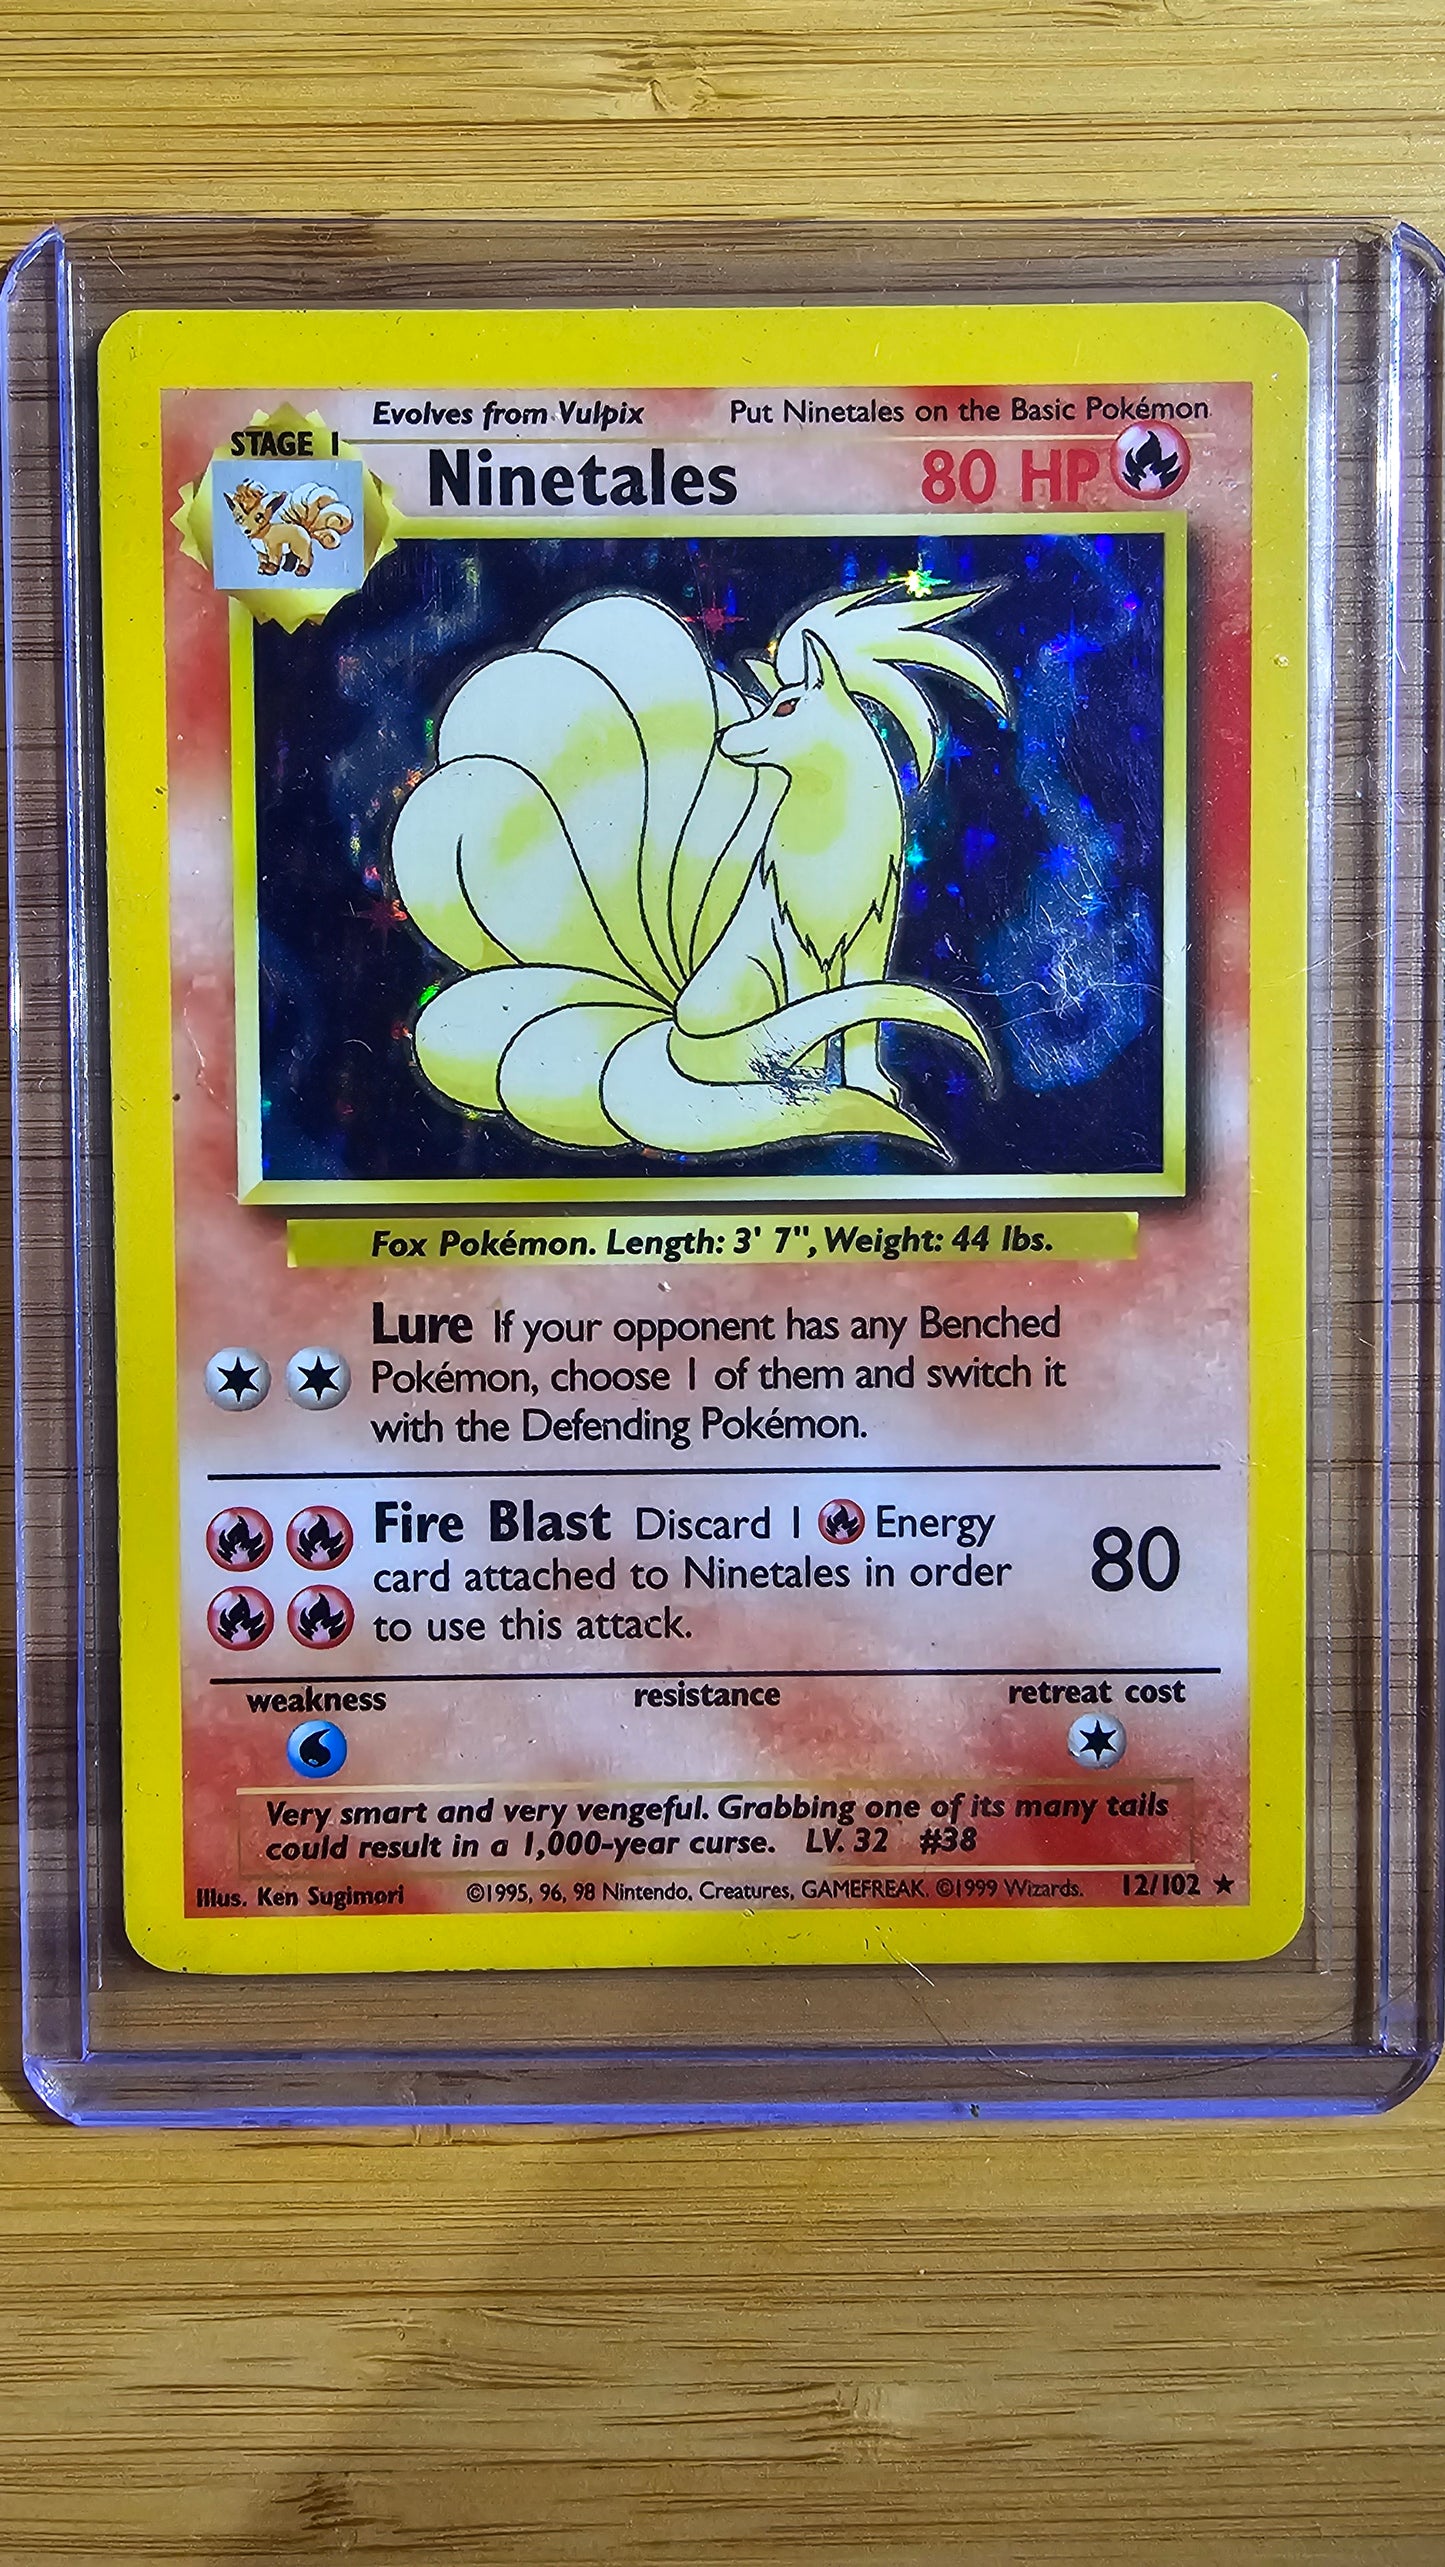 Evolves from Vulpix Put Ninetales on the Basic Pokémon
STAGE 1
Ninetales 80 HP
Fox Pokémon. Length: 3' 7", Weight: 44 lbs.
Lure If your opponent has any Benched
Pokémon, choose 1 of them and switch it
with the Defending Pokémon.
Fire Blast Discard 1 Energy
card attached to Ninetales in order
to use this attack.
80
weakness resistance retreat cost
Very smart and very vengeful. Grabbing one of its many tails
could result in a 1,000-year curse. LV. 32 #38
Illus. Ken Sugimori ©1995, 96, 98 Nintendo, Creatures, GAMEFREAK. ©1999 Wizards. 12/102 ★